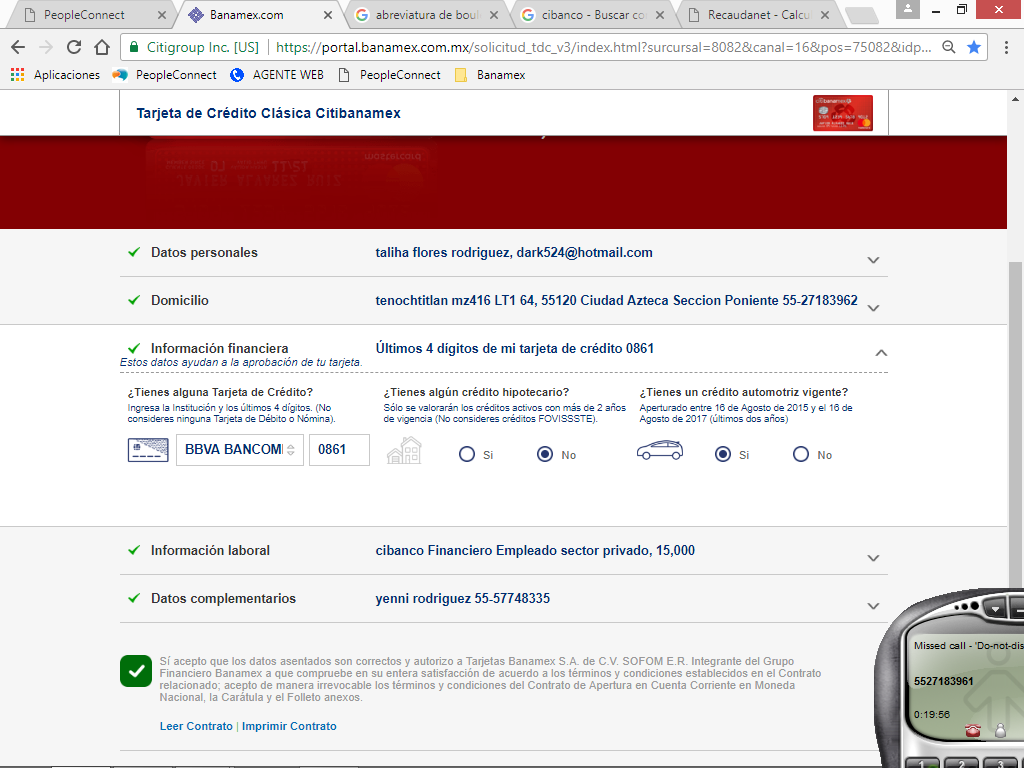 PeopleConnect
Banamex.com
abreviatura de boul
cibanco - Buscar co
Recaudanet - Calcu
Citigroup Inc. [US]
https://portal.banamex.com.mx/solicitud_tdc_v3/index.html?surcursal=8082&canal=16&pos=75082&idp...
Aplicaciones
PeopleConnect
AGENTE WEB
PeopleConnect
Banamex
Tarjeta de Crédito Clásica Citibanamex
Datos personales
taliha flores rodriguez, dark524@hotmail.com
Domicilio
tenochtitlan mz416 LT1 64, 55120 Ciudad Azteca Seccion Poniente 55-27183962
Información financiera
Últimos 4 dígitos de mi tarjeta de crédito 0861
Estos datos ayudan a la aprobación de tu tarjeta.
¿Tienes alguna Tarjeta de Crédito?
Ingresa la Institución y los últimos 4 dígitos. (No
consideres ninguna Tarjeta de Débito o Nómina).
BBVA BANCOM
0861
¿Tienes algún crédito hipotecario?
Sólo se valorarán los créditos activos con más de 2 años
de vigencia (No consideres créditos FOVISSSTE).
Si
No
¿Tienes un crédito automotriz vigente?
Aperturado entre 16 de Agosto de 2015 y el 16 de
Agosto de 2017 (últimos dos años)
Si
No
Información laboral
cibanco Financiero Empleado sector privado, 15,000
Datos complementarios
yenni rodriguez 55-57748335
Sí acepto que los datos asentados son correctos y autorizo a Tarjetas Banamex S.A. de C.V. SOFOM E.R. Integrante del Grupo
Financiero Banamex a que compruebe en su entera satisfacción de acuerdo a los términos y condiciones establecidos en el Contrato
relacionado; acepto de manera irrevocable los términos y condiciones del Contrato de Apertura en Cuenta Corriente en Moneda
Nacional, la Carátula y el Folleto anexos.
Leer Contrato | Imprimir Contrato
Missed call - 'Do-not-dis
5527183961
0:19:56
1
2
3